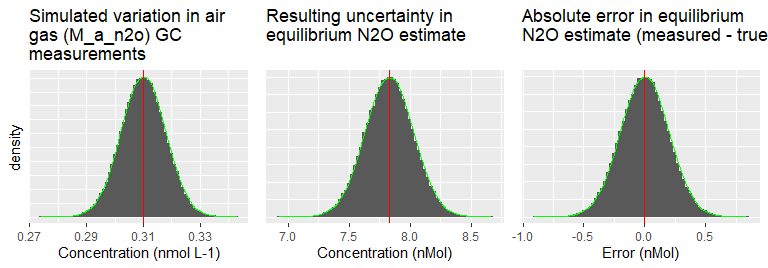 Simulated variation in air
gas (M_a_n2o) GC
measurements
Resulting uncertainty in
equilibrium N2O estimate
Absolute error in equilibrium
N2O estimate (measured - true
density
0.27 0.29 0.31 0.33
Concentration (nmol L-1)
7.0 7.5 8.0 8.5
Concentration (nMol)
-1.0 -0.5 0.0 0.5
Error (nMol)